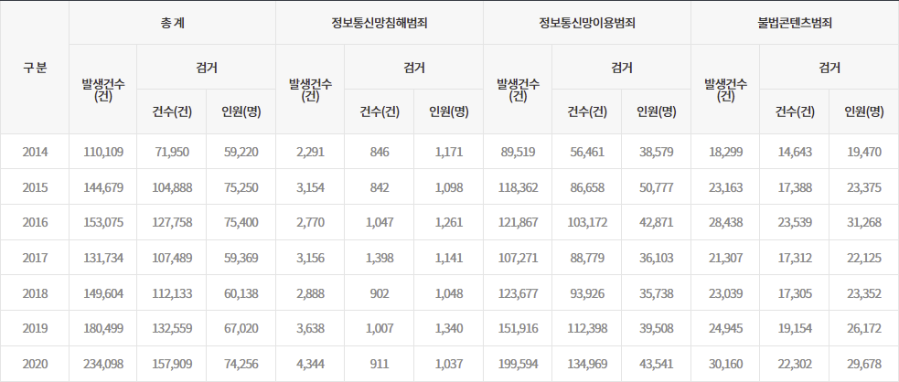 구 분 총 계 정보통신망침해범죄 정보통신망이용범죄 불법콘텐츠범죄
발생건수 검거 발생건수 검거 발생건수 검거 발생건수 검거
(건) (건) (건) (건)
건수(건) 인원(명) 건수(건) 인원(명) 건수(건) 인원(명) 건수(건) 인원(명)
2014 110,109 71,950 59,220 2,291 846 1,171 89,519 56,461 38,579 18,299 14,643 19,470
2015 144,679 104,888 75,250 3,154 842 1,098 118,362 86,658 50,777 23,163 17,388 23,375
2016 153,075 127,758 75,400 2,770 1,047 1,261 121,867 103,172 42,871 28,438 23,539 31,268
2017 131,734 107,489 59,369 3,156 1,398 1,141 107,271 88,779 36,103 21,307 17,312 22,125
2018 149,604 112,133 60,138 2,888 902 1,048 123,677 93,926 35,738 23,039 17,305 23,352
2019 180,499 132,559 67,020 3,638 1,007 1,340 151,916 112,398 39,508 24,945 19,154 26,172
2020 234,098 157,909 74,256 4,344 911 1,037 199,594 134,969 43,541 30,160 22,302 29,678